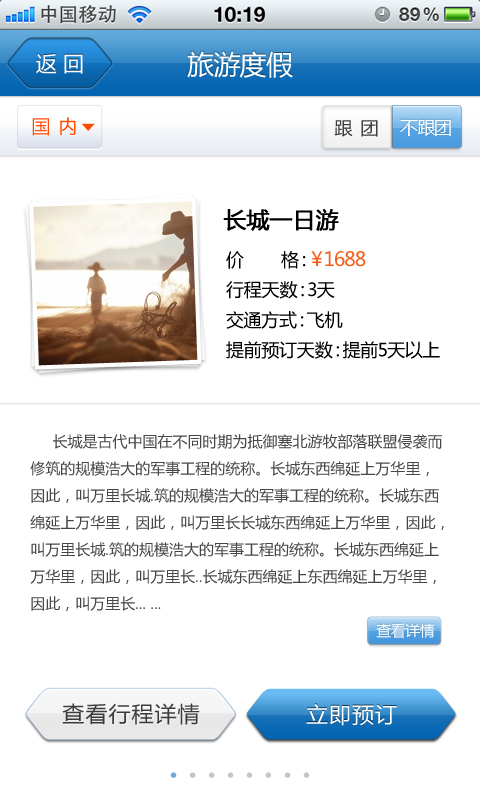 中国移动 10:19 89%
返 回 旅游度假
国 内 跟 团 不跟团
长城一日游
价 格:¥1688
行程天数:3天
交通方式:飞机
提前预订天数:提前5天以上
长城是古代中国在不同时期为抵御塞北游牧部落联盟侵袭而
修筑的规模浩大的军事工程的统称。长城东西绵延上万华里，
因此，叫万里长城.筑的规模浩大的军事工程的统称。长城东西
绵延上万华里，因此，叫万里长长城东西绵延上万华里，因此，
叫万里长城.筑的规模浩大的军事工程的统称。长城东西绵延上
万华里，因此，叫万里长..长城东西绵延上东西绵延上万华里，
因此，叫万里长... ...
查看详情
查看行程详情 立即预订